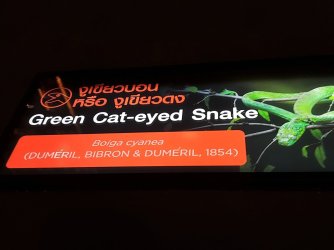 งูเขียวบอน
หรือ งูเขียวดง
Green Cat-eyed Snake
Boiga cyanea
(DUMÉRIL, BIBRON & DUMÉRIL, 1854)